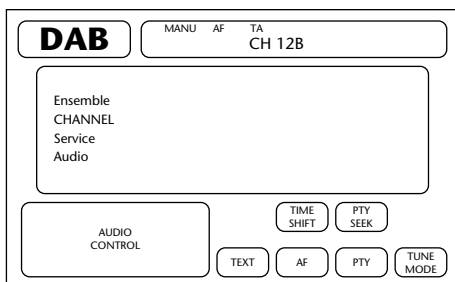 DAB
MANU AF TA
CH 12B
Ensemble
CHANNEL
Service
Audio
AUDIO
CONTROL
TIME
SHIFT
PTY
SEEK
TEXT
AF
PTY
TUNE
MODE